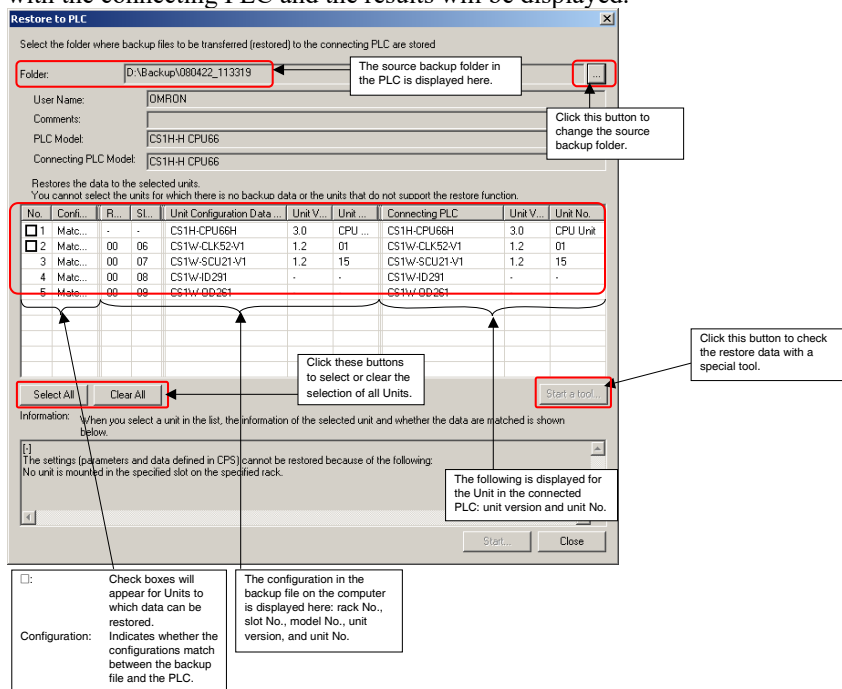 with the connecting PLC and the results will be displayed.
Restore to PLC
Select the folder where backup files to be transferred (restored) to the connecting PLC are stored
Folder: D:\Backup\080422_113319 ...
The source backup folder in
the PLC is displayed here.
User Name: OMRON
Comments:
Click this button to
change the source
backup folder.
PLC Model: CS1H-H CPU66
Connecting PLC Model: CS1H-H CPU66
Restores the data to the selected units.
You cannot select the units for which there is no backup data or the units that do not support the restore function.
No. Confi... R... Sl... Unit Configuration Data ... Unit V... Unit ... Connecting PLC Unit V... Unit No.
1 Matc... - - CS1H-CPU66H 3.0 CPU ... CS1H-CPU66H 3.0 CPU Unit
2 Matc... 00 06 CS1W-CLK52-V1 1.2 01 CS1W-CLK52-V1 1.2 01
3 Matc... 00 07 CS1W-SCU21-V1 1.2 15 CS1W-SCU21-V1 1.2 15
4 Matc... 00 08 CS1W-ID291 - - CS1W-ID291 - -
5 Matc... 00 09 CS1W-OD261 CS1W-OD261
Click this button to check
the restore data with a
special tool.
Click these buttons
to select or clear the
selection of all Units.
Select All Clear All Start a tool...
Information: When you select a unit in the list, the information of the selected unit and whether the data are matched is shown
below.
[-]
The settings (parameters and data defined in CPS) cannot be restored because of the following:
No unit is mounted in the specified slot on the specified rack.
The following is displayed for
the Unit in the connected
PLC: unit version and unit No.
Start... Close
□: Check boxes will
appear for Units to
which data can be
restored.
Configuration: Indicates whether the
configurations match
between the backup
file and the PLC.
The configuration in the
backup file on the computer
is displayed here: rack No.,
slot No., model No., unit
version, and unit No.